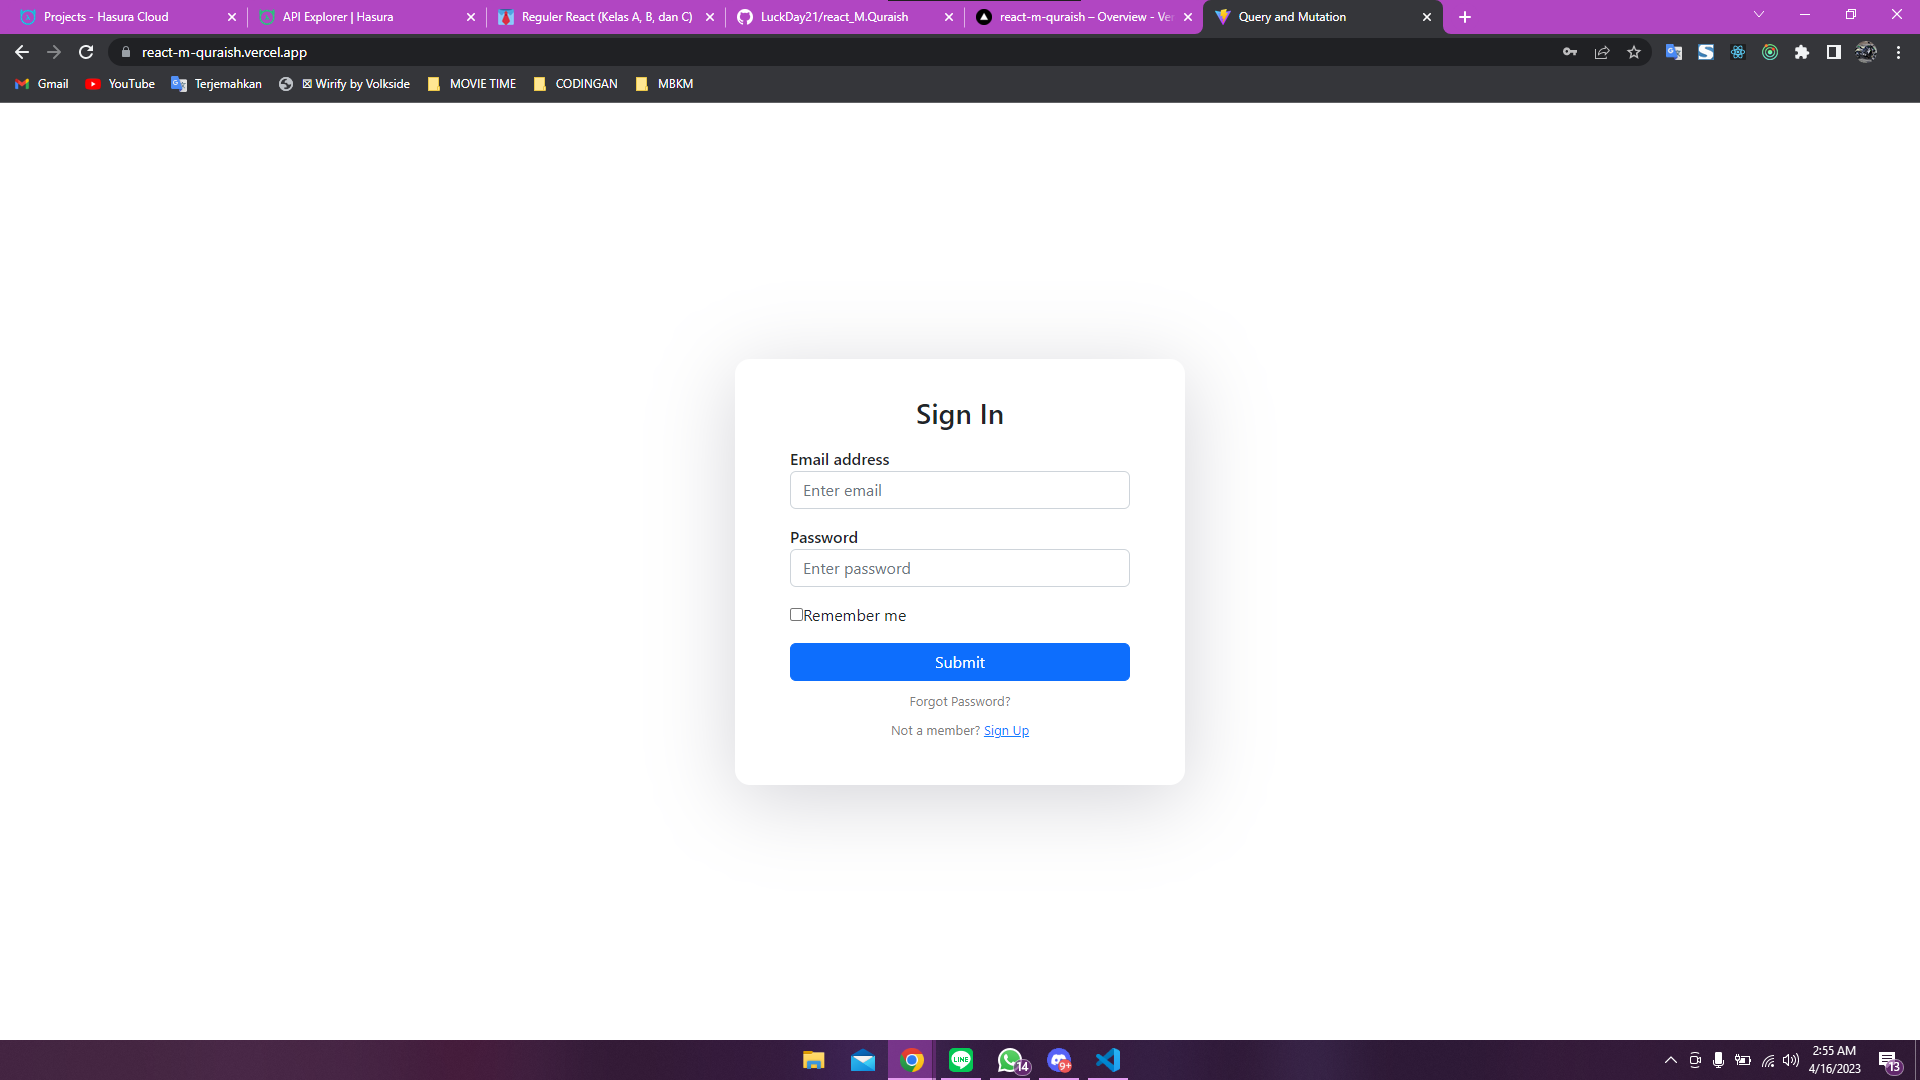 Projects - Hasura Cloud
API Explorer | Hasura
Reguler React (Kelas A, B, dan C)
LuckDay21/react_M.Quraish
react-m-quraish – Overview - Ve
Query and Mutation
react-m-quraish.vercel.app
Gmail
YouTube
Terjemahkan
⊠ Wirify by Volkside
MOVIE TIME
CODINGAN
MBKM
Sign In
Email address
Enter email
Password
Enter password
Remember me
Submit
Forgot Password?
Not a member? Sign Up
LINE
14
9+
2:55 AM
4/16/2023
13